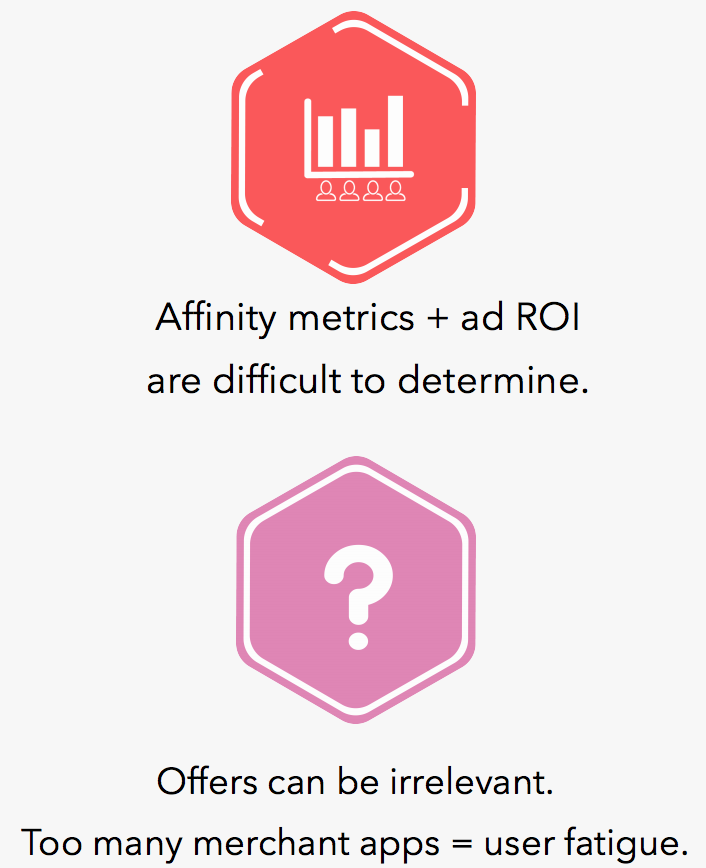 Affinity metrics + ad ROI
are difficult to determine.
?
Offers can be irrelevant.
Too many merchant apps = user fatigue.